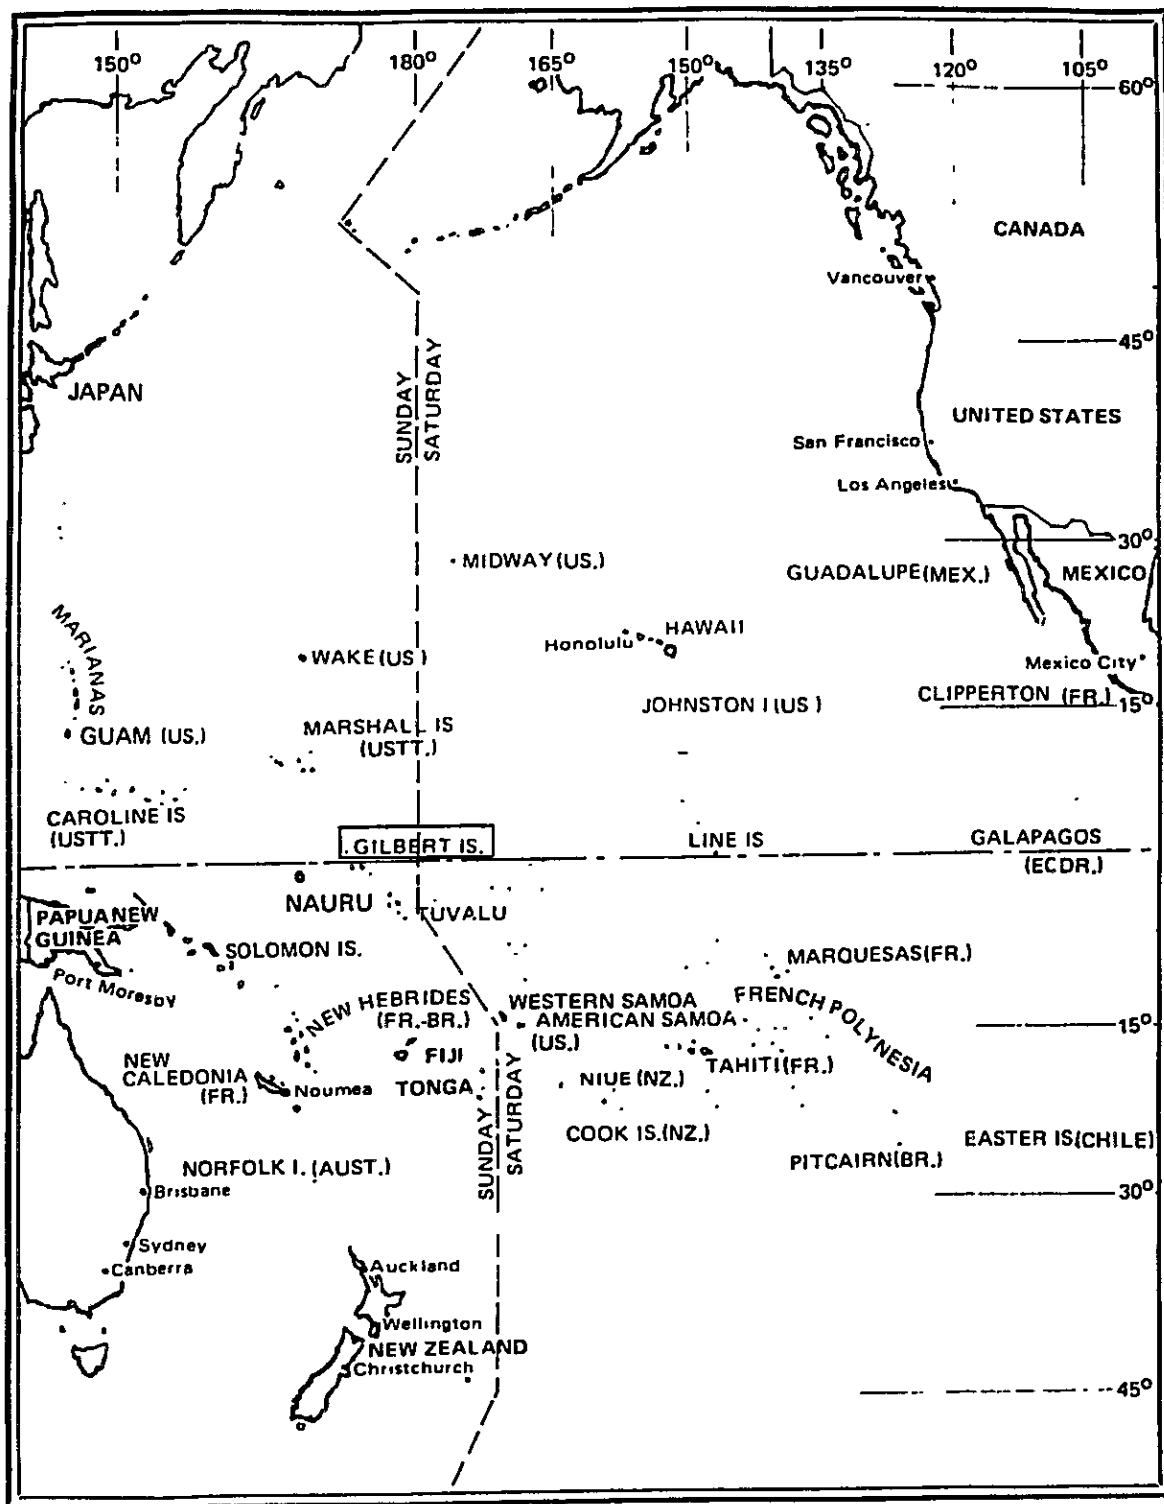 150° 180° 165° 150° 135° 120° 105°
60°
CANADA
Vancouver
45°
JAPAN
SUNDAY
SATURDAY
UNITED STATES
San Francisco
Los Angeles
30°
MIDWAY (US.)
GUADALUPE (MEX.)
MEXICO
MARIANAS
HAWAII
Honolulu
WAKE (US)
Mexico City
CLIPPERTON (FR.)
15°
JOHNSTON I (US)
GUAM (US.)
MARSHALL IS
(USTT.)
CAROLINE IS
(USTT.)
GILBERT IS.
LINE IS
GALAPAGOS
(ECDR.)
NAURU
TUVALU
PAPUA NEW
GUINEA
SOLOMON IS.
Port Moresby
MARQUESAS (FR.)
NEW HEBRIDES
(FR.-BR.)
WESTERN SAMOA
AMERICAN SAMOA
(US.)
FRENCH POLYNESIA
15°
FIJI
NEW
CALEDONIA
(FR.)
Noumea
TONGA
NIUE (NZ.)
TAHITI (FR.)
SUNDAY
SATURDAY
COOK IS. (NZ.)
EASTER IS (CHILE)
PITCAIRN (BR.)
NORFOLK I. (AUST.)
Brisbane
30°
Sydney
Canberra
Auckland
Wellington
NEW ZEALAND
Christchurch
45°